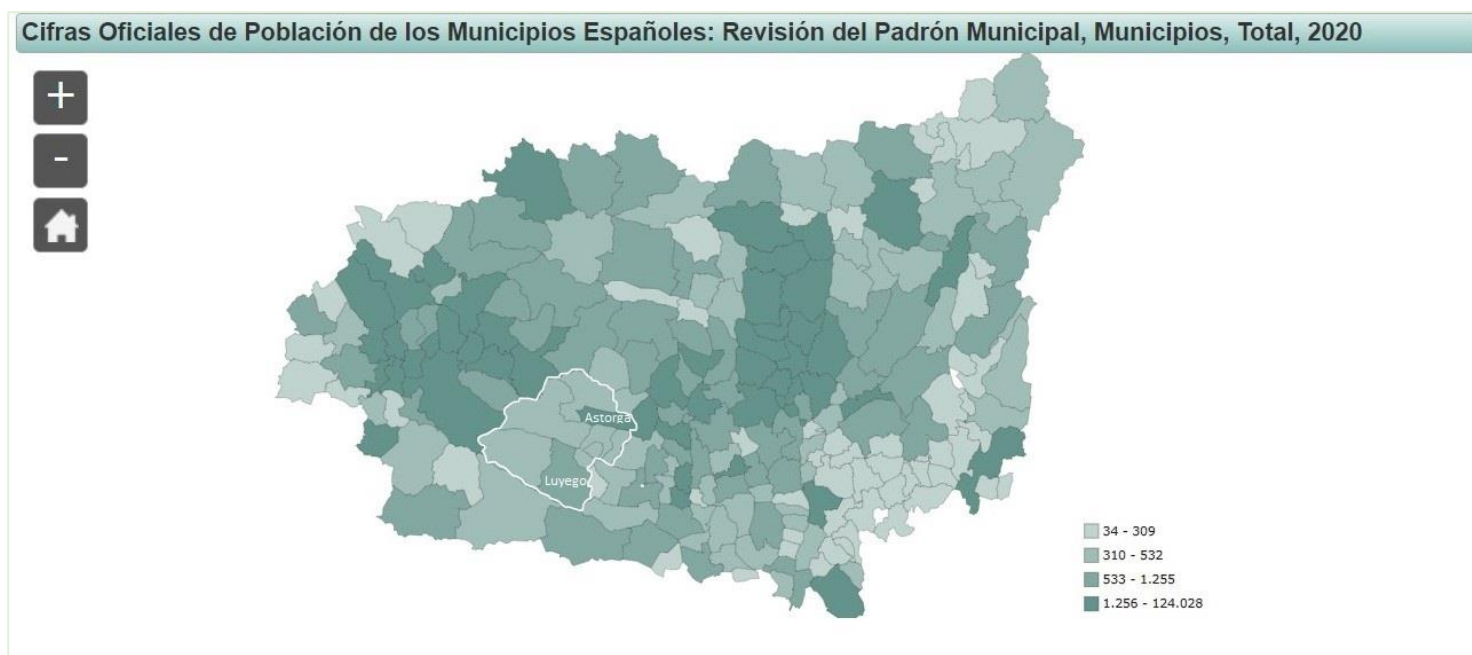 Cifras Oficiales de Población de los Municipios Españoles: Revisión del Padrón Municipal, Municipios, Total, 2020
+
-
Astorga
Luyego
34 - 309
310 - 532
533 - 1.255
1.256 - 124.028